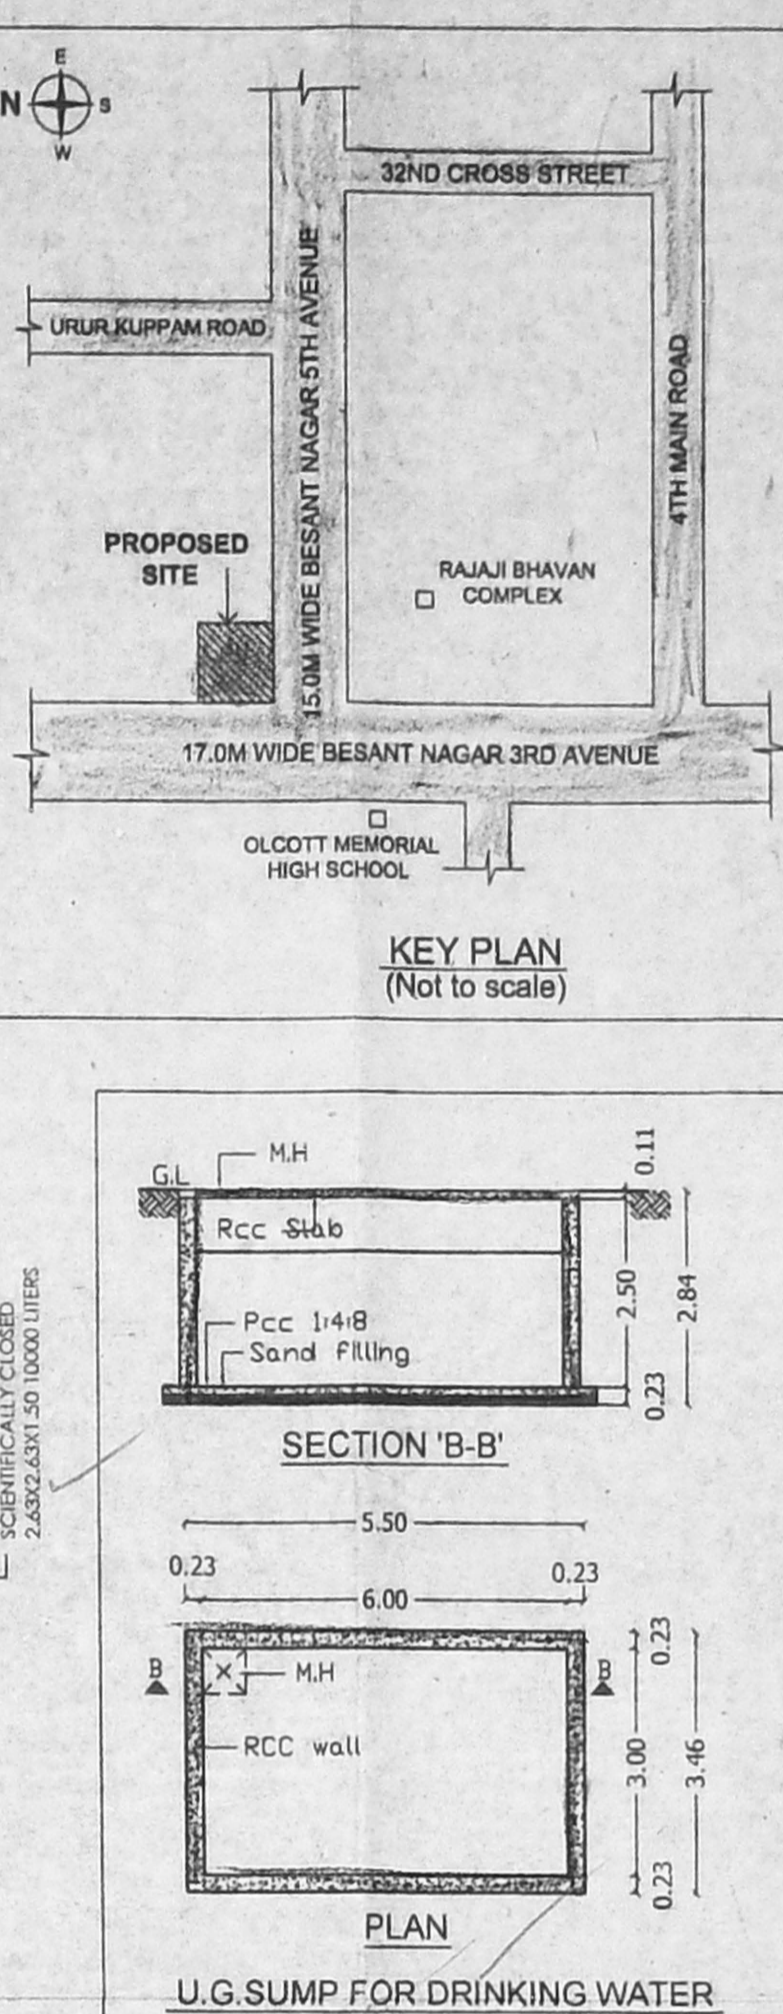 E
N
S
W
32ND CROSS STREET
15.0M WIDE BESANT NAGAR 5TH AVENUE
URUR KUPPAM ROAD
4TH MAIN ROAD
PROPOSED
SITE
RAJAJI BHAVAN
COMPLEX
17.0M WIDE BESANT NAGAR 3RD AVENUE
OLCOTT MEMORIAL
HIGH SCHOOL
KEY PLAN
(Not to scale)
SCIENTIFICALLY CLOSED
2.63X2.63X1.50 10000 LITERS
M.H
G.L
0.11
Rcc Slab
2.50
2.84
Pcc 1:4:8
Sand filling
0.23
SECTION 'B-B'
5.50
0.23
0.23
6.00
0.23
B
M.H
B
RCC wall
3.00
3.46
0.23
PLAN
U.G.SUMP FOR DRINKING WATER